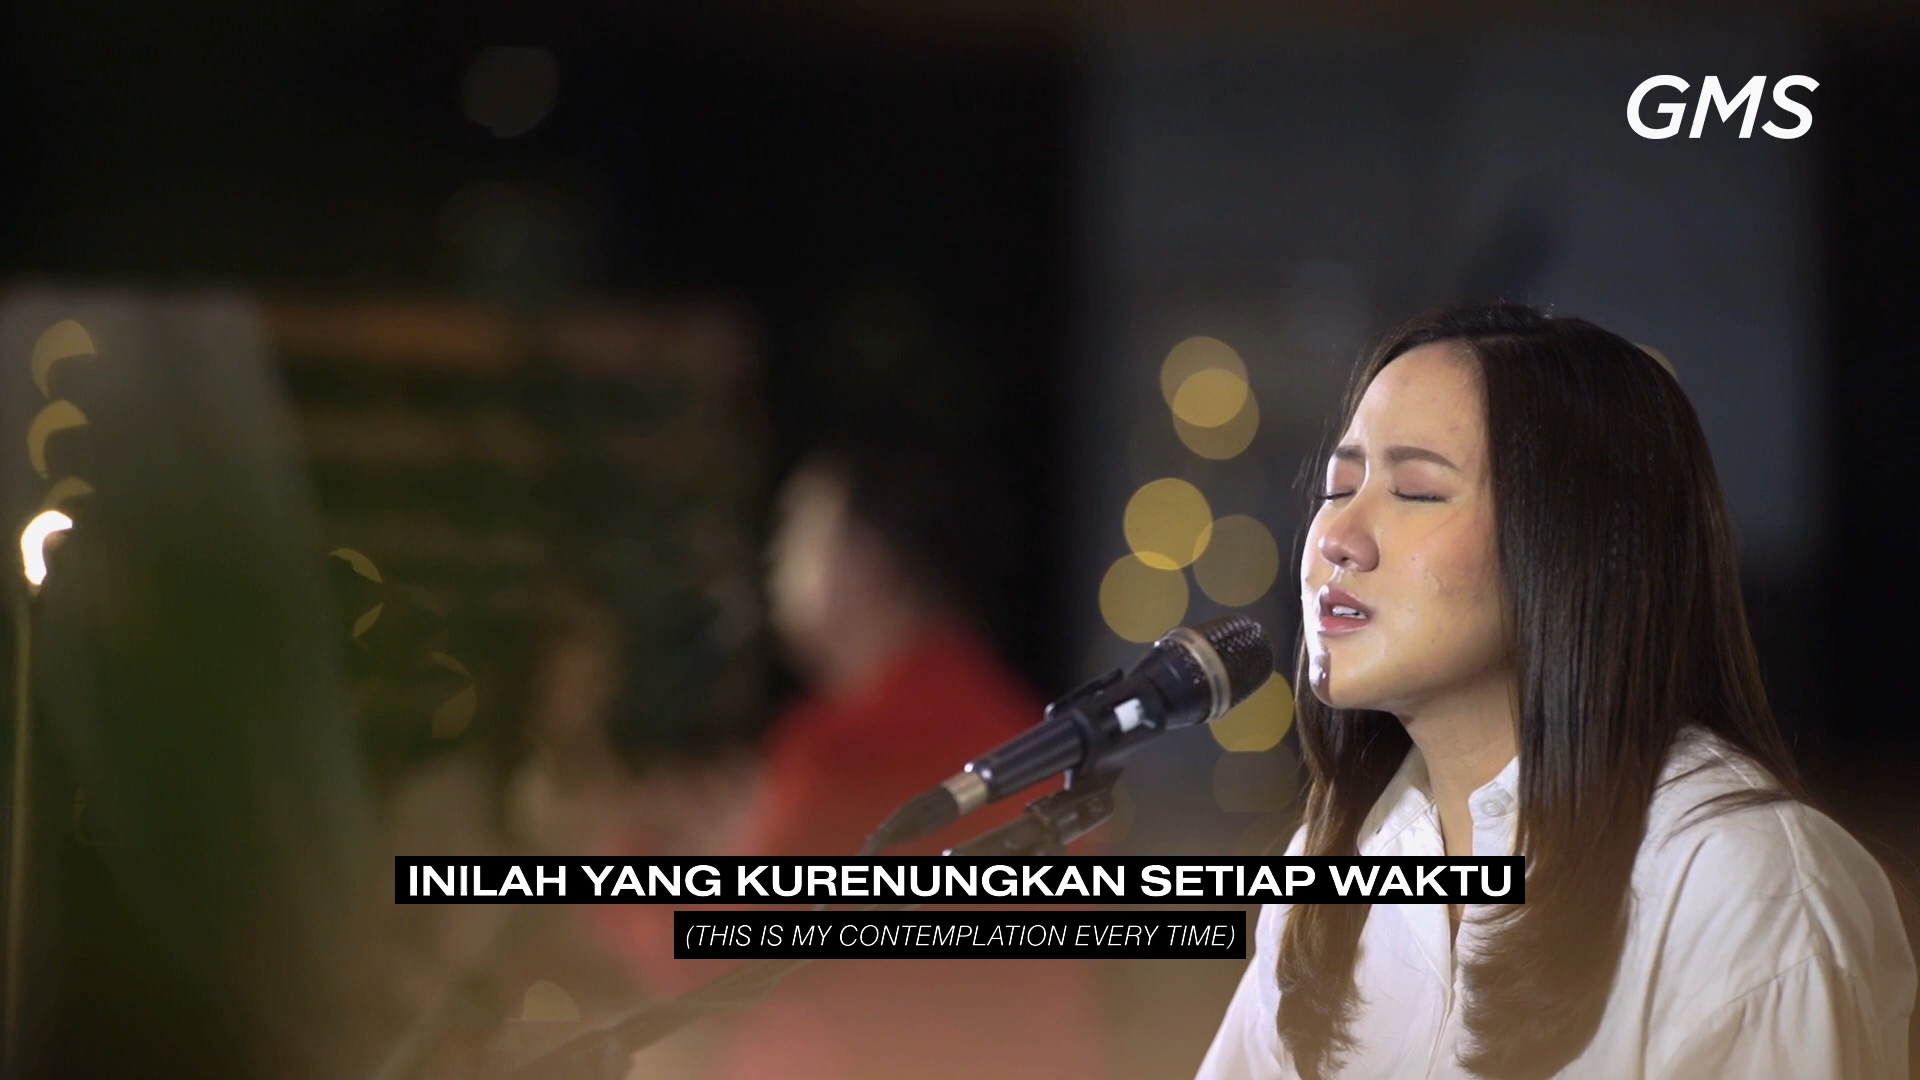 GMS
INILAH YANG KURENUNGKAN SETIAP WAKTU
(THIS IS MY CONTEMPLATION EVERY TIME)